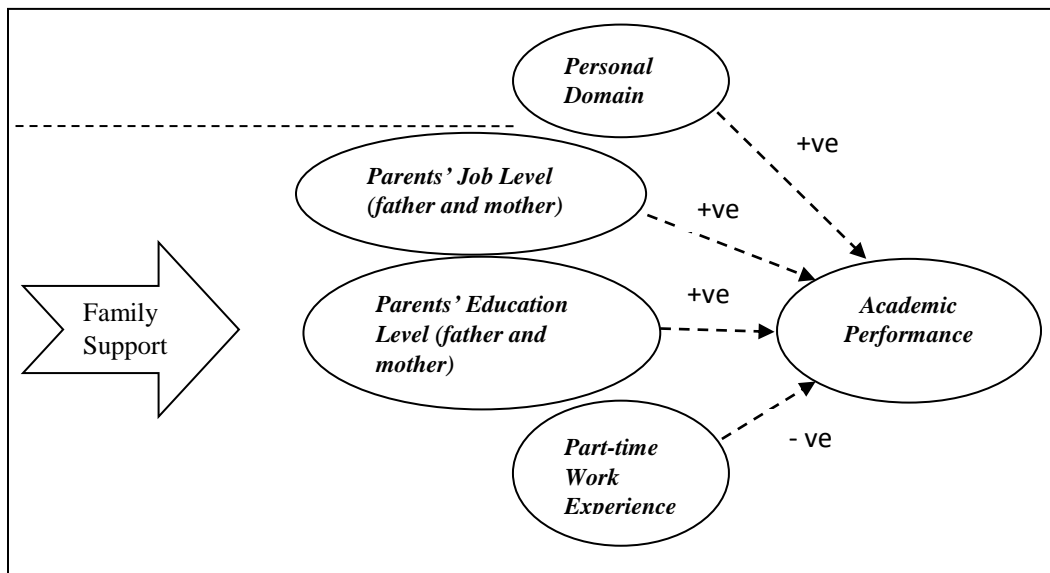 Personal
Domain
+ve
Parents' Job Level
(father and mother)
+ve
Family
Support
Parents' Education
Level (father and
mother)
+ve
Academic
Performance
Part-time
Work
Experience
- ve